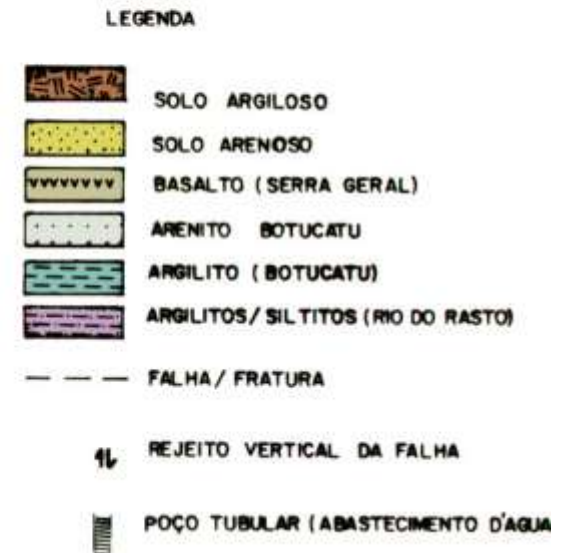 LEGENDA
SOLO ARGILOSO
SOLO ARENOSO
BASALTO (SERRA GERAL)
ARENITO BOTUCATU
ARGILITO (BOTUCATU)
ARGILITOS/SILTITOS (RIO DO RASTO)
FALHA/FRATURA
REJEITO VERTICAL DA FALHA
POÇO TUBULAR (ABASTECIMENTO D'ÁGUA